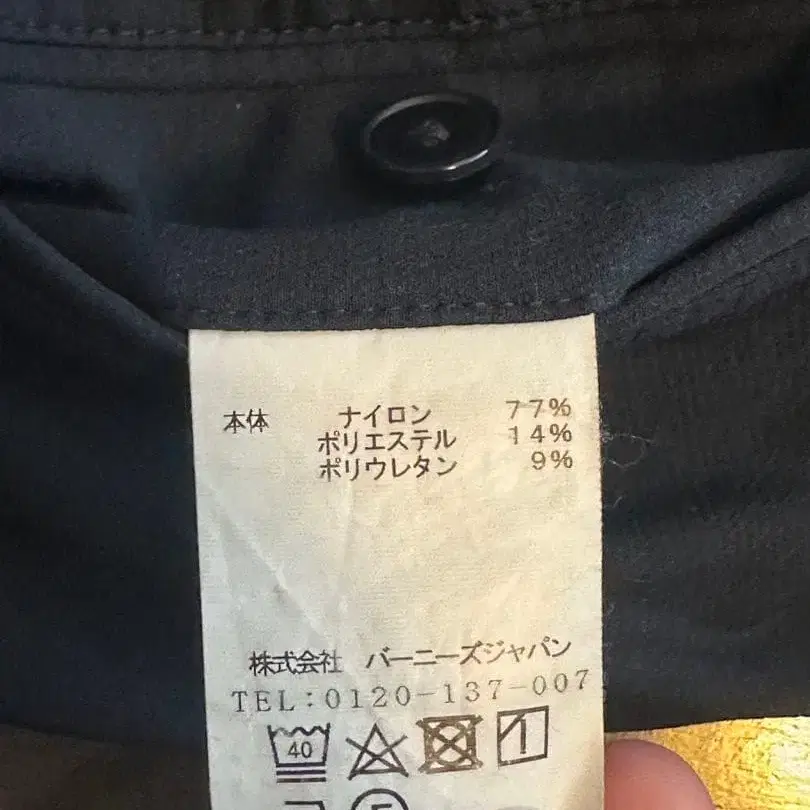 本体 ナイロン 77%
ポリエステル 14%
ポリウレタン 9%
株式会社 バーニーズジャパン
TEL:0120-137-007
40
F